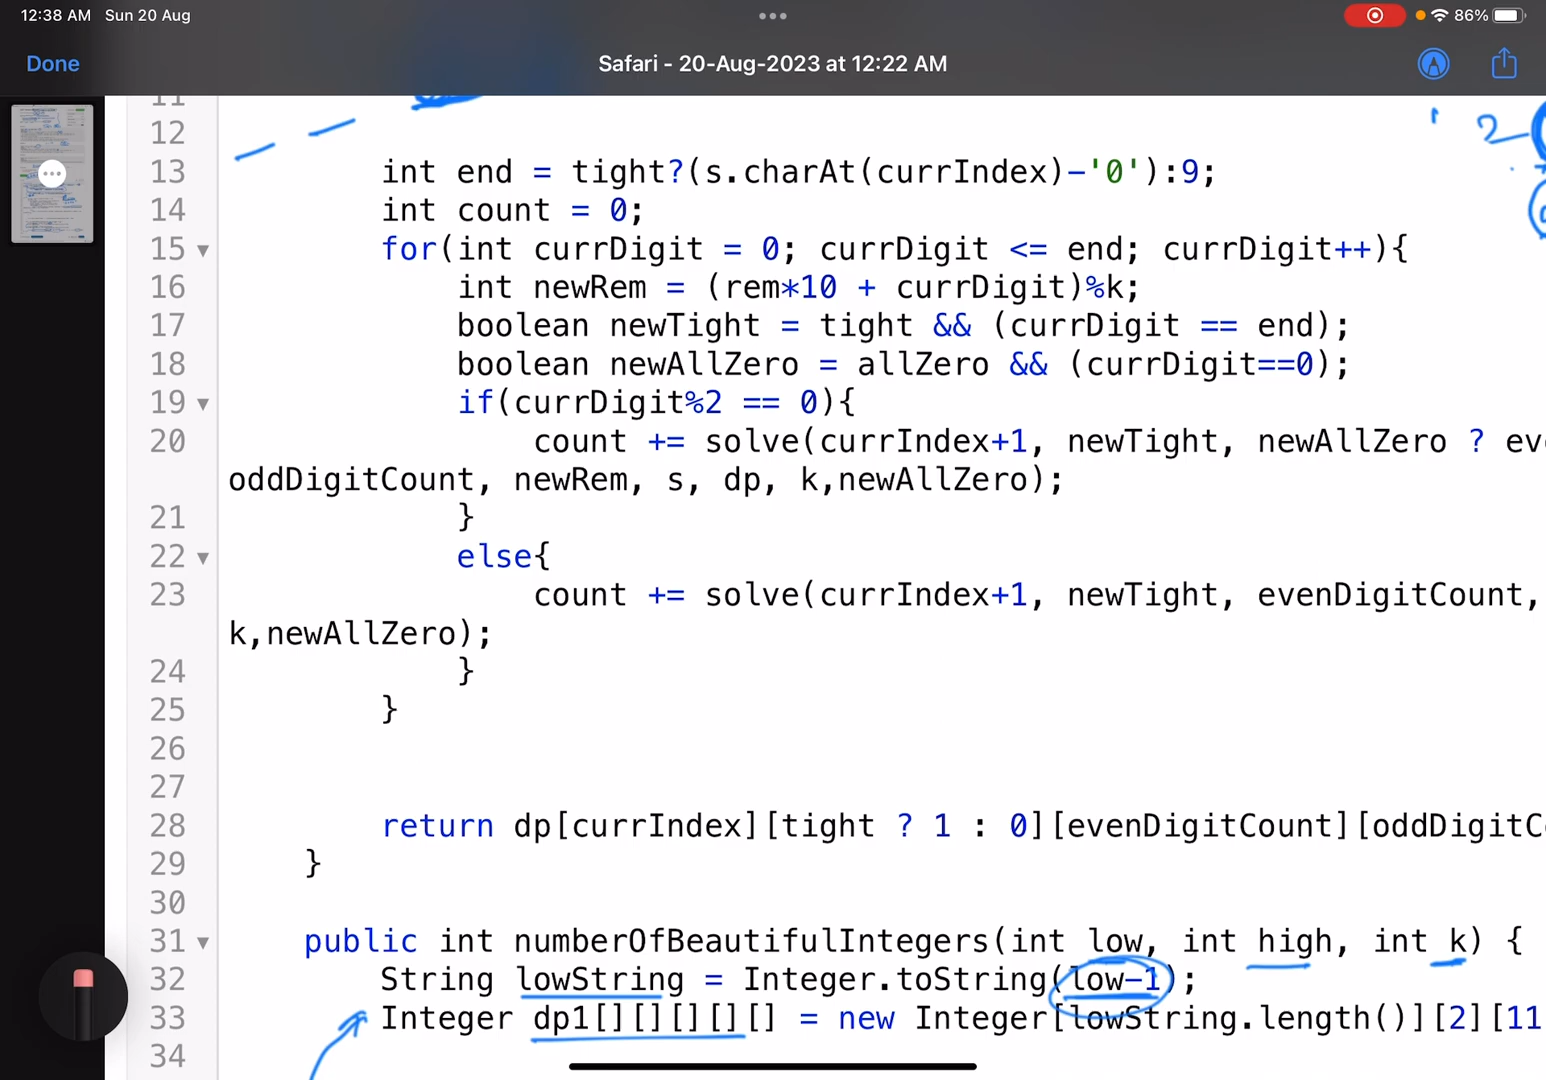 12:38 AM Sun 20 Aug
86%
Done
Safari - 20-Aug-2023 at 12:22 AM
11
12
13 int end = tight?(s.charAt(currIndex)-'0'):9;
14 int count = 0;
15 for(int currDigit = 0; currDigit <= end; currDigit++){
16 int newRem = (rem*10 + currDigit)%k;
17 boolean newTight = tight && (currDigit == end);
18 boolean newAllZero = allZero && (currDigit==0);
19 if(currDigit%2 == 0){
20 count += solve(currIndex+1, newTight, newAllZero ? ev
oddDigitCount, newRem, s, dp, k,newAllZero);
21 }
22 else{
23 count += solve(currIndex+1, newTight, evenDigitCount,
k,newAllZero);
24 }
25 }
26
27
28 return dp[currIndex][tight ? 1 : 0][evenDigitCount][oddDigitC
29 }
30
31 public int numberOfBeautifulIntegers(int low, int high, int k) {
32 String lowString = Integer.toString(low-1);
33 Integer dp1[][][][][] = new Integer[lowString.length()][2][11
34
2